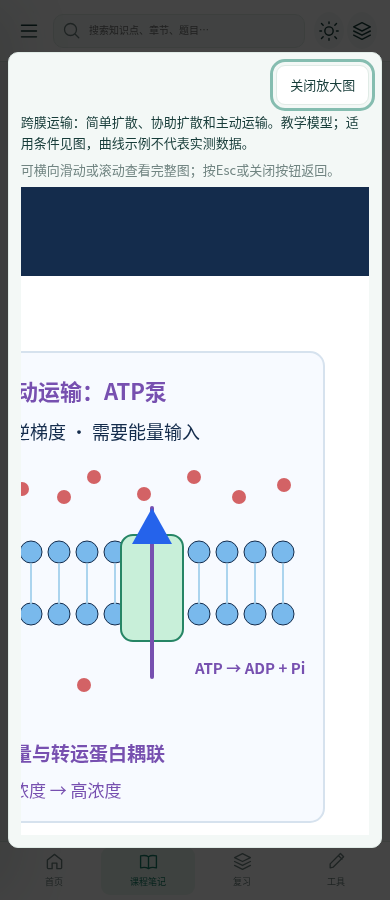 搜索知识点、章节、题目…
关闭放大图
跨膜运输：简单扩散、协助扩散和主动运输。教学模型；适
用条件见图，曲线示例不代表实测数据。
可横向滑动或滚动查看完整图；按Esc或关闭按钮返回。
动运输：ATP泵
逆梯度 · 需要能量输入
ATP → ADP + Pi
量与转运蛋白耦联
浓度 → 高浓度
首页
课程笔记
复习
工具